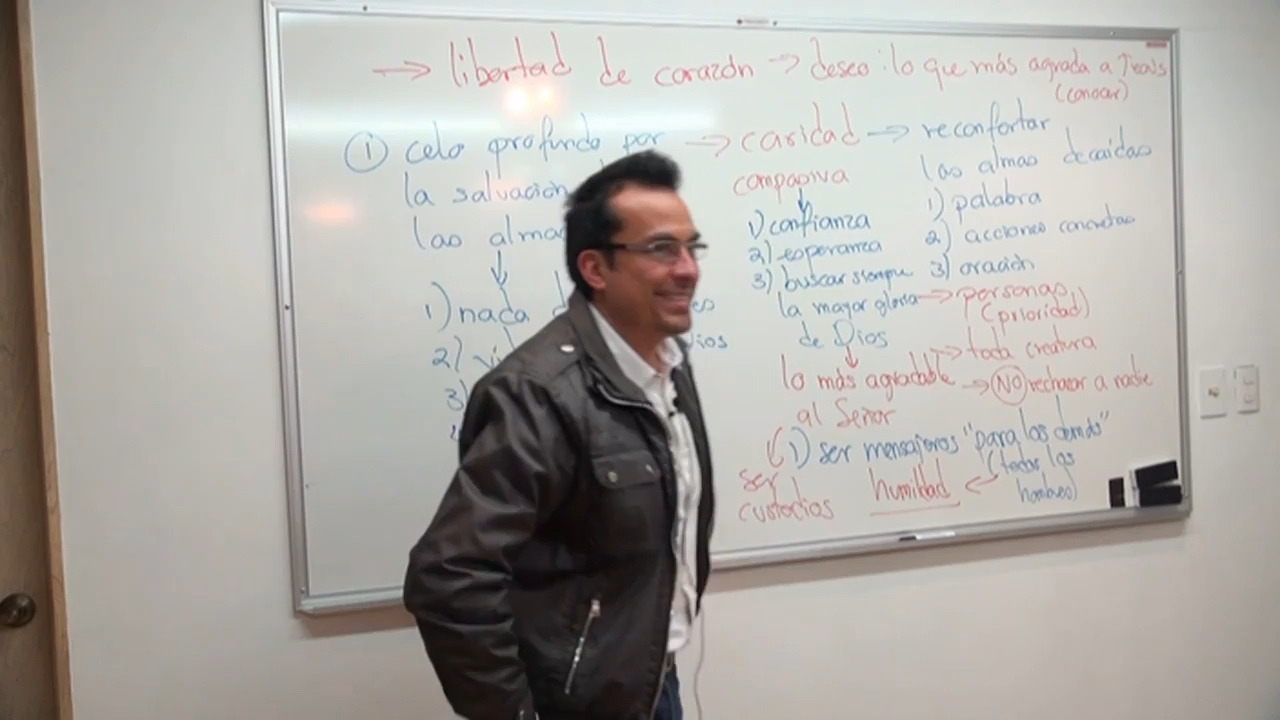 → libertad de corazón → deseo: lo que más agrada a
(conocer)
① celo profundo por → caridad → reconfortar
la salvación
las almas
↓
1) nada
2)
3)
compasiva
↓
1) confianza
2) esperanza
3) buscar siempre
la mayor gloria → personas
(prioridad)
de Dios → toda creatura
↓
lo más agradable → NO rechazar a nadie
al Señor
1) ser mensajeros "para los demás"
(todos los
hombres)
humildad ←
ser
custodios
las almas decaidas
1) palabra
2) acciones concretas
3) oración